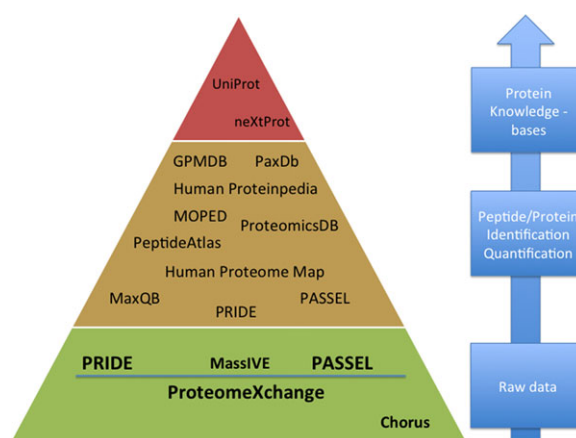 UniProt
neXtProt
GPMDB PaxDb
Human Proteinpedia
MOPED
ProteomicsDB
PeptideAtlas
Human Proteome Map
MaxQB
PASSEL
PRIDE
PRIDE MassIVE PASSEL
ProteomeXchange
Chorus
Protein
Knowledge -
bases
Peptide/Protein
Identification
Quantification
Raw data